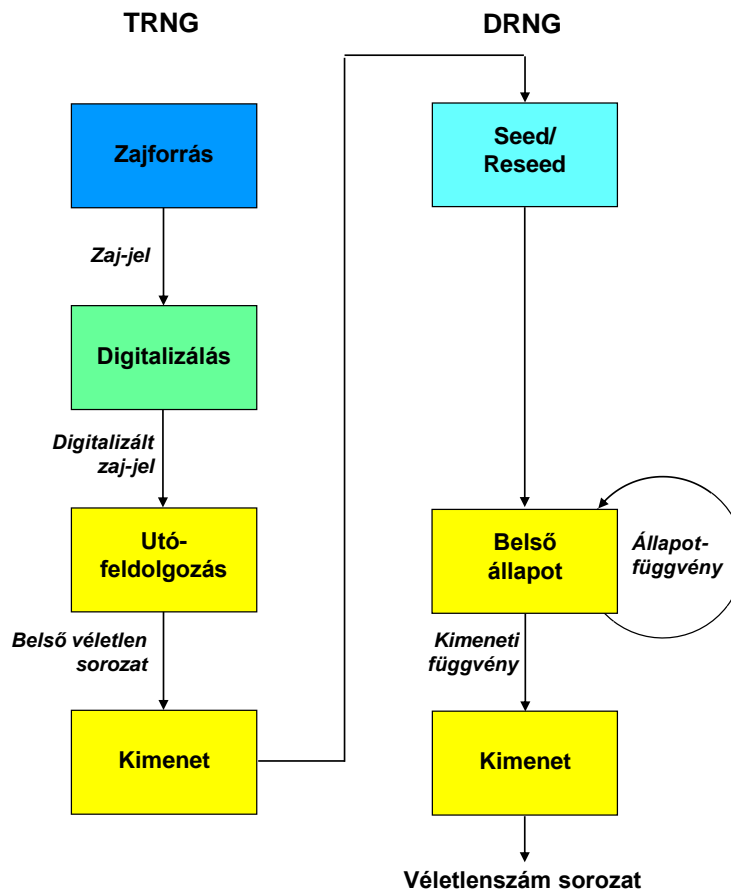 TRNG
Zajforrás
Zaj-jel
Digitalizálás
Digitalizált
zaj-jel
Utó-
feldolgozás
Belső véletlen
sorozat
Kimenet
DRNG
Seed/
Reseed
Belső
állapot
Állapot-
függvény
Kimeneti
függvény
Kimenet
Véletlenszám sorozat